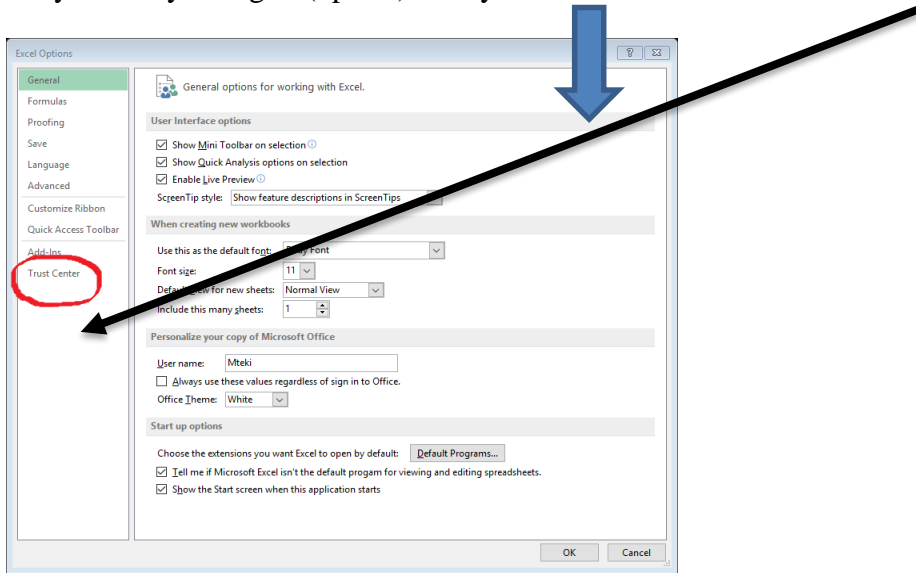 Excel Options
General
Formulas
Proofing
Save
Language
Advanced
Customize Ribbon
Quick Access Toolbar
Add-Ins
Trust Center
General options for working with Excel.
User Interface options
Show Mini Toolbar on selection
Show Quick Analysis options on selection
Enable Live Preview
ScreenTip style: Show feature descriptions in ScreenTips
When creating new workbooks
Use this as the default font: Font
Font size: 11
Default for new sheets: Normal View
Include this many sheets: 1
Personalize your copy of Microsoft Office
User name: Mteki
Always use these values regardless of sign in to Office.
Office Theme: White
Start up options
Choose the extensions you want Excel to open by default: Default Programs...
Tell me if Microsoft Excel isn't the default progam for viewing and editing spreadsheets.
Show the Start screen when this application starts
OK Cancel